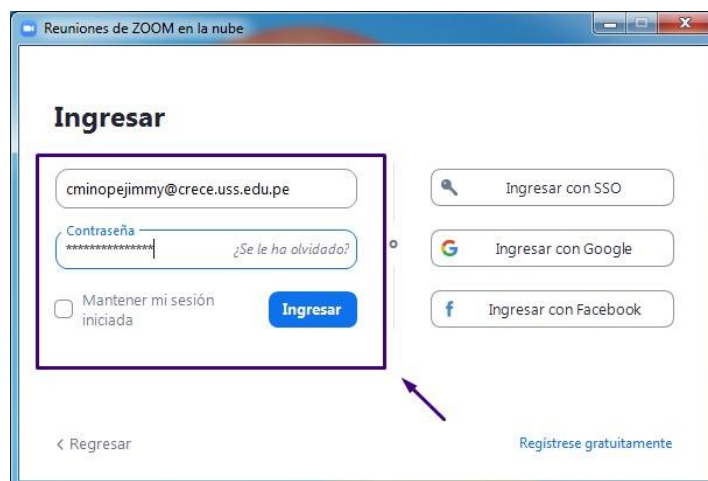 Reuniones de ZOOM en la nube
Ingresar
cminopejimmy@crece.uss.edu.pe
Contraseña
***************
¿Se le ha olvidado?
Mantener mi sesión
iniciada
Ingresar
o
Ingresar con SSO
Ingresar con Google
Ingresar con Facebook
< Regresar
Regístrese gratuitamente